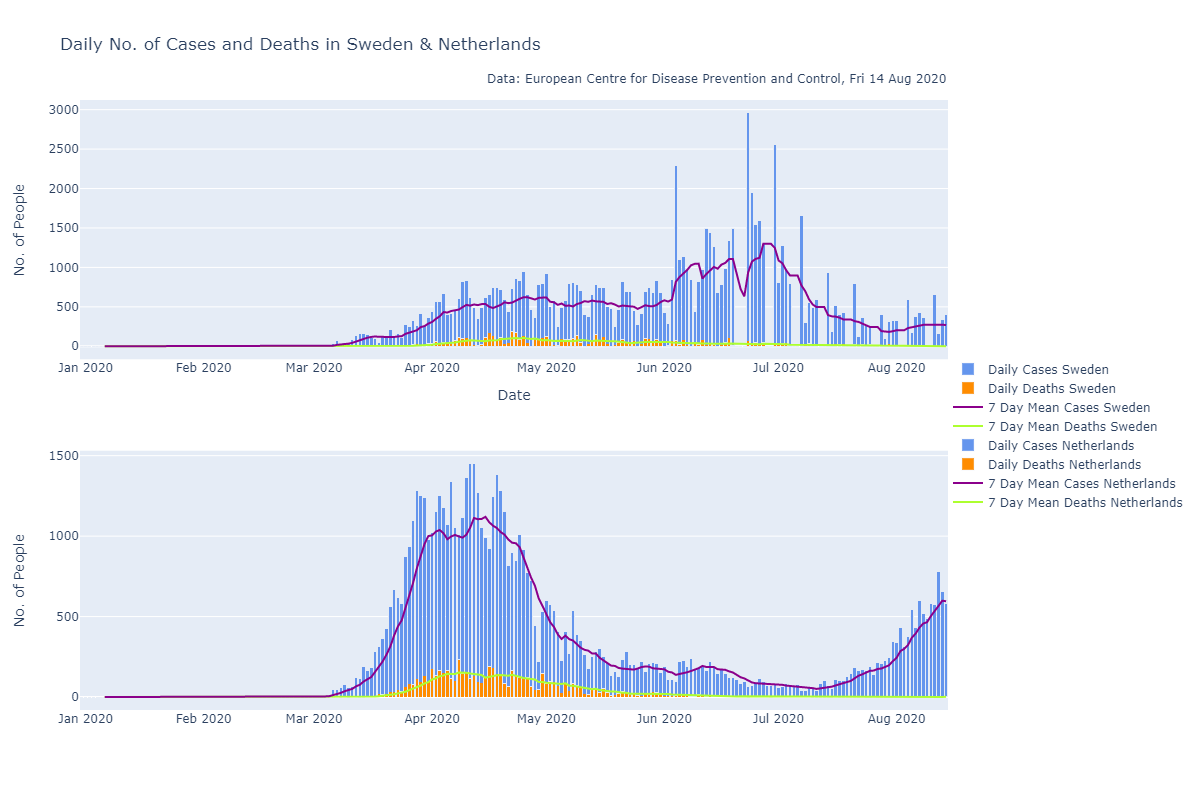 Daily No. of Cases and Deaths in Sweden & Netherlands
Data: European Centre for Disease Prevention and Control, Fri 14 Aug 2020
No. of People
3000
2500
2000
1500
1000
500
0
Jan 2020 Feb 2020 Mar 2020 Apr 2020 May 2020 Jun 2020 Jul 2020 Aug 2020
Date
Daily Cases Sweden
Daily Deaths Sweden
7 Day Mean Cases Sweden
7 Day Mean Deaths Sweden
Daily Cases Netherlands
Daily Deaths Netherlands
7 Day Mean Cases Netherlands
7 Day Mean Deaths Netherlands
No. of People
1500
1000
500
0
Jan 2020 Feb 2020 Mar 2020 Apr 2020 May 2020 Jun 2020 Jul 2020 Aug 2020